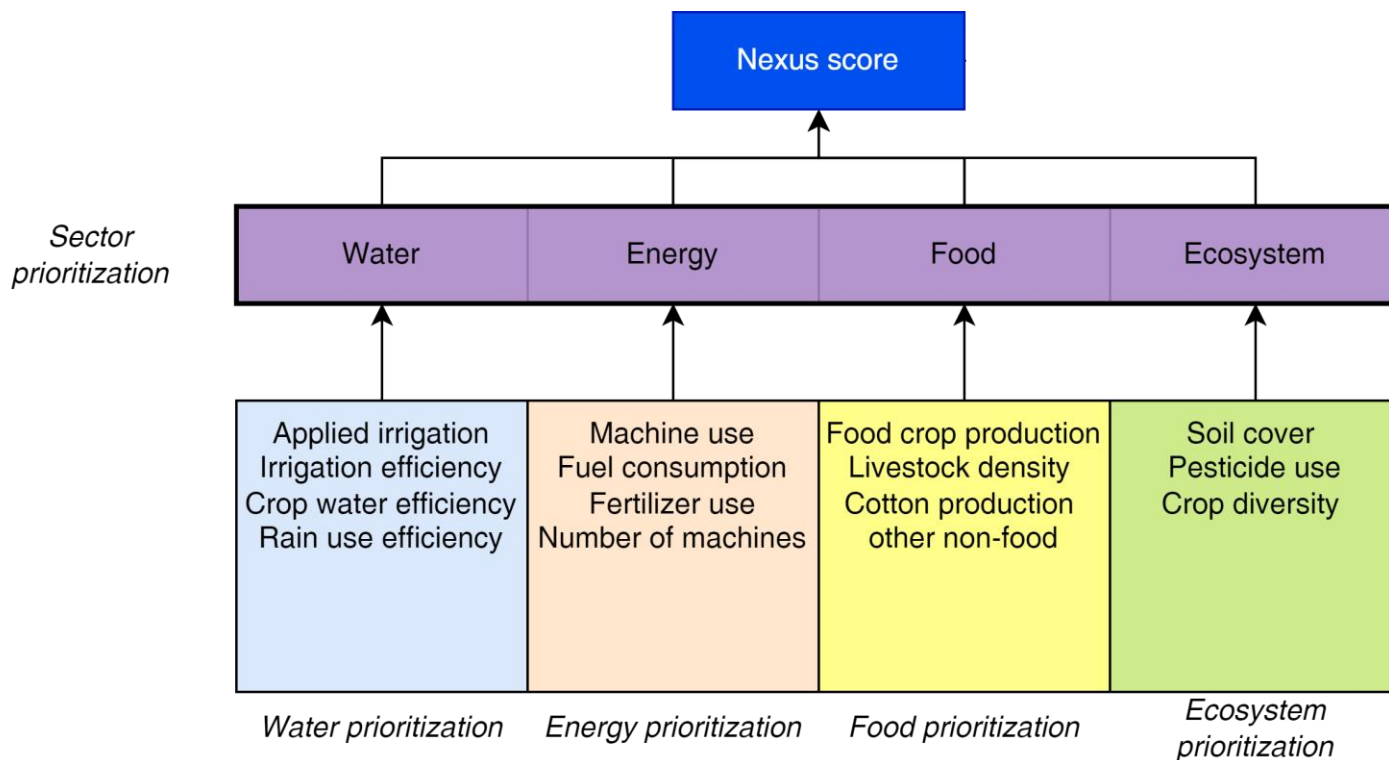 Nexus score
Sector
prioritization
Water
Energy
Food
Ecosystem
Applied irrigation
Irrigation efficiency
Crop water efficiency
Rain use efficiency
Machine use
Fuel consumption
Fertilizer use
Number of machines
Food crop production
Livestock density
Cotton production
other non-food
Soil cover
Pesticide use
Crop diversity
Water prioritization
Energy prioritization
Food prioritization
Ecosystem
prioritization